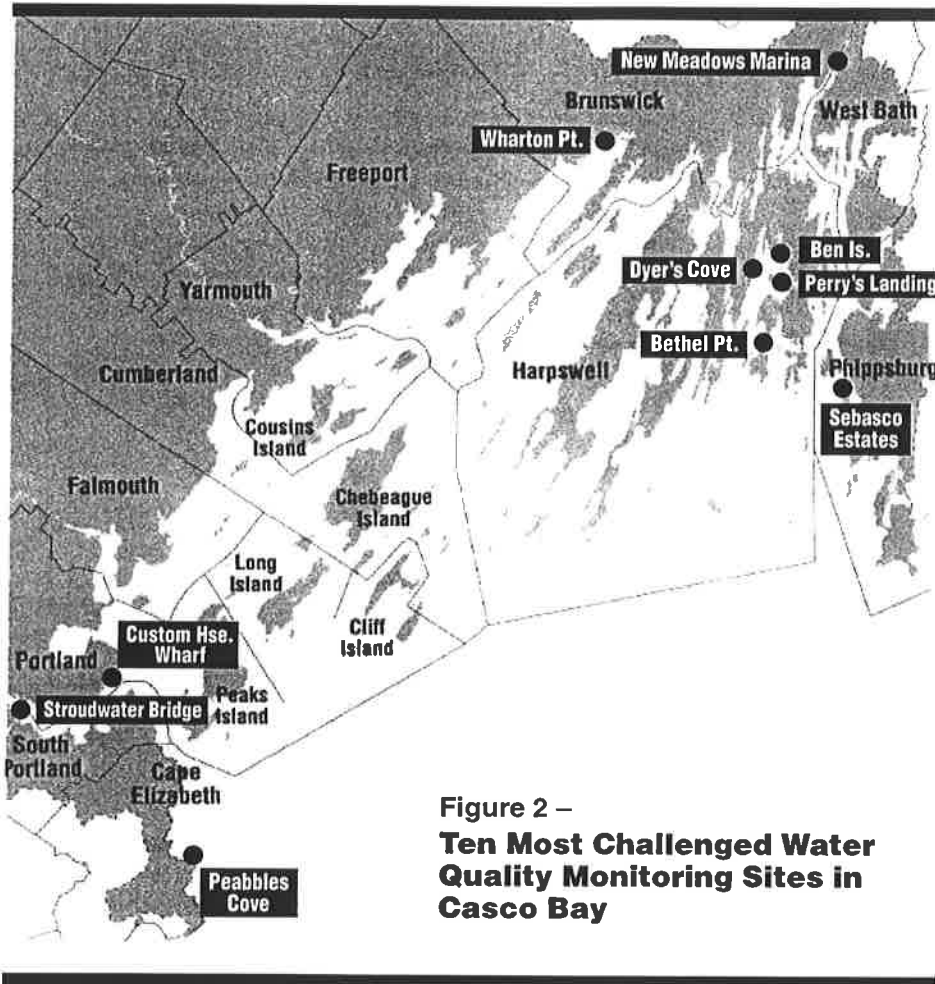 New Meadows Marina
Brunswick
West Bath
Wharton Pt.
Freeport
Ben Is.
Dyer's Cove
Perry's Landing
Yarmouth
Bethel Pt.
Harpswell
Phippsburg
Cumberland
Sebasco
Estates
Cousins
Island
Falmouth
Chebeague
Island
Long
Island
Cliff
Island
Custom Hse.
Wharf
Portland
Peaks
Island
Stroudwater Bridge
South
Portland
Cape
Elizabeth
Peabbles
Cove
Figure 2 –
Ten Most Challenged Water
Quality Monitoring Sites in
Casco Bay